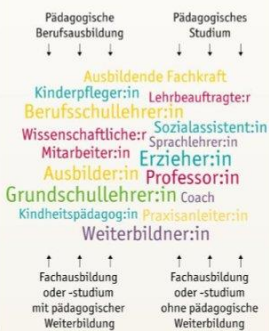 Pädagogische Pädagogisches
Berufsausbildung Studium
Ausbildende Fachkraft
Kinderpfleger:in Lehrbeauftragte:r
Berufsschullehrer:in
Sozialassistent:in
Wissenschaftliche:r Sprachlehrer:in
Mitarbeiter:in Erzieher:in
Ausbilder:in Professor:in
Grundschullehrer:in Coach
Kindheitspädagog:in Praxisanleiter:in
Weiterbildner:in
Fachausbildung Fachausbildung
oder -studium oder -studium
mit pädagogischer ohne pädagogische
Weiterbildung Weiterbildung